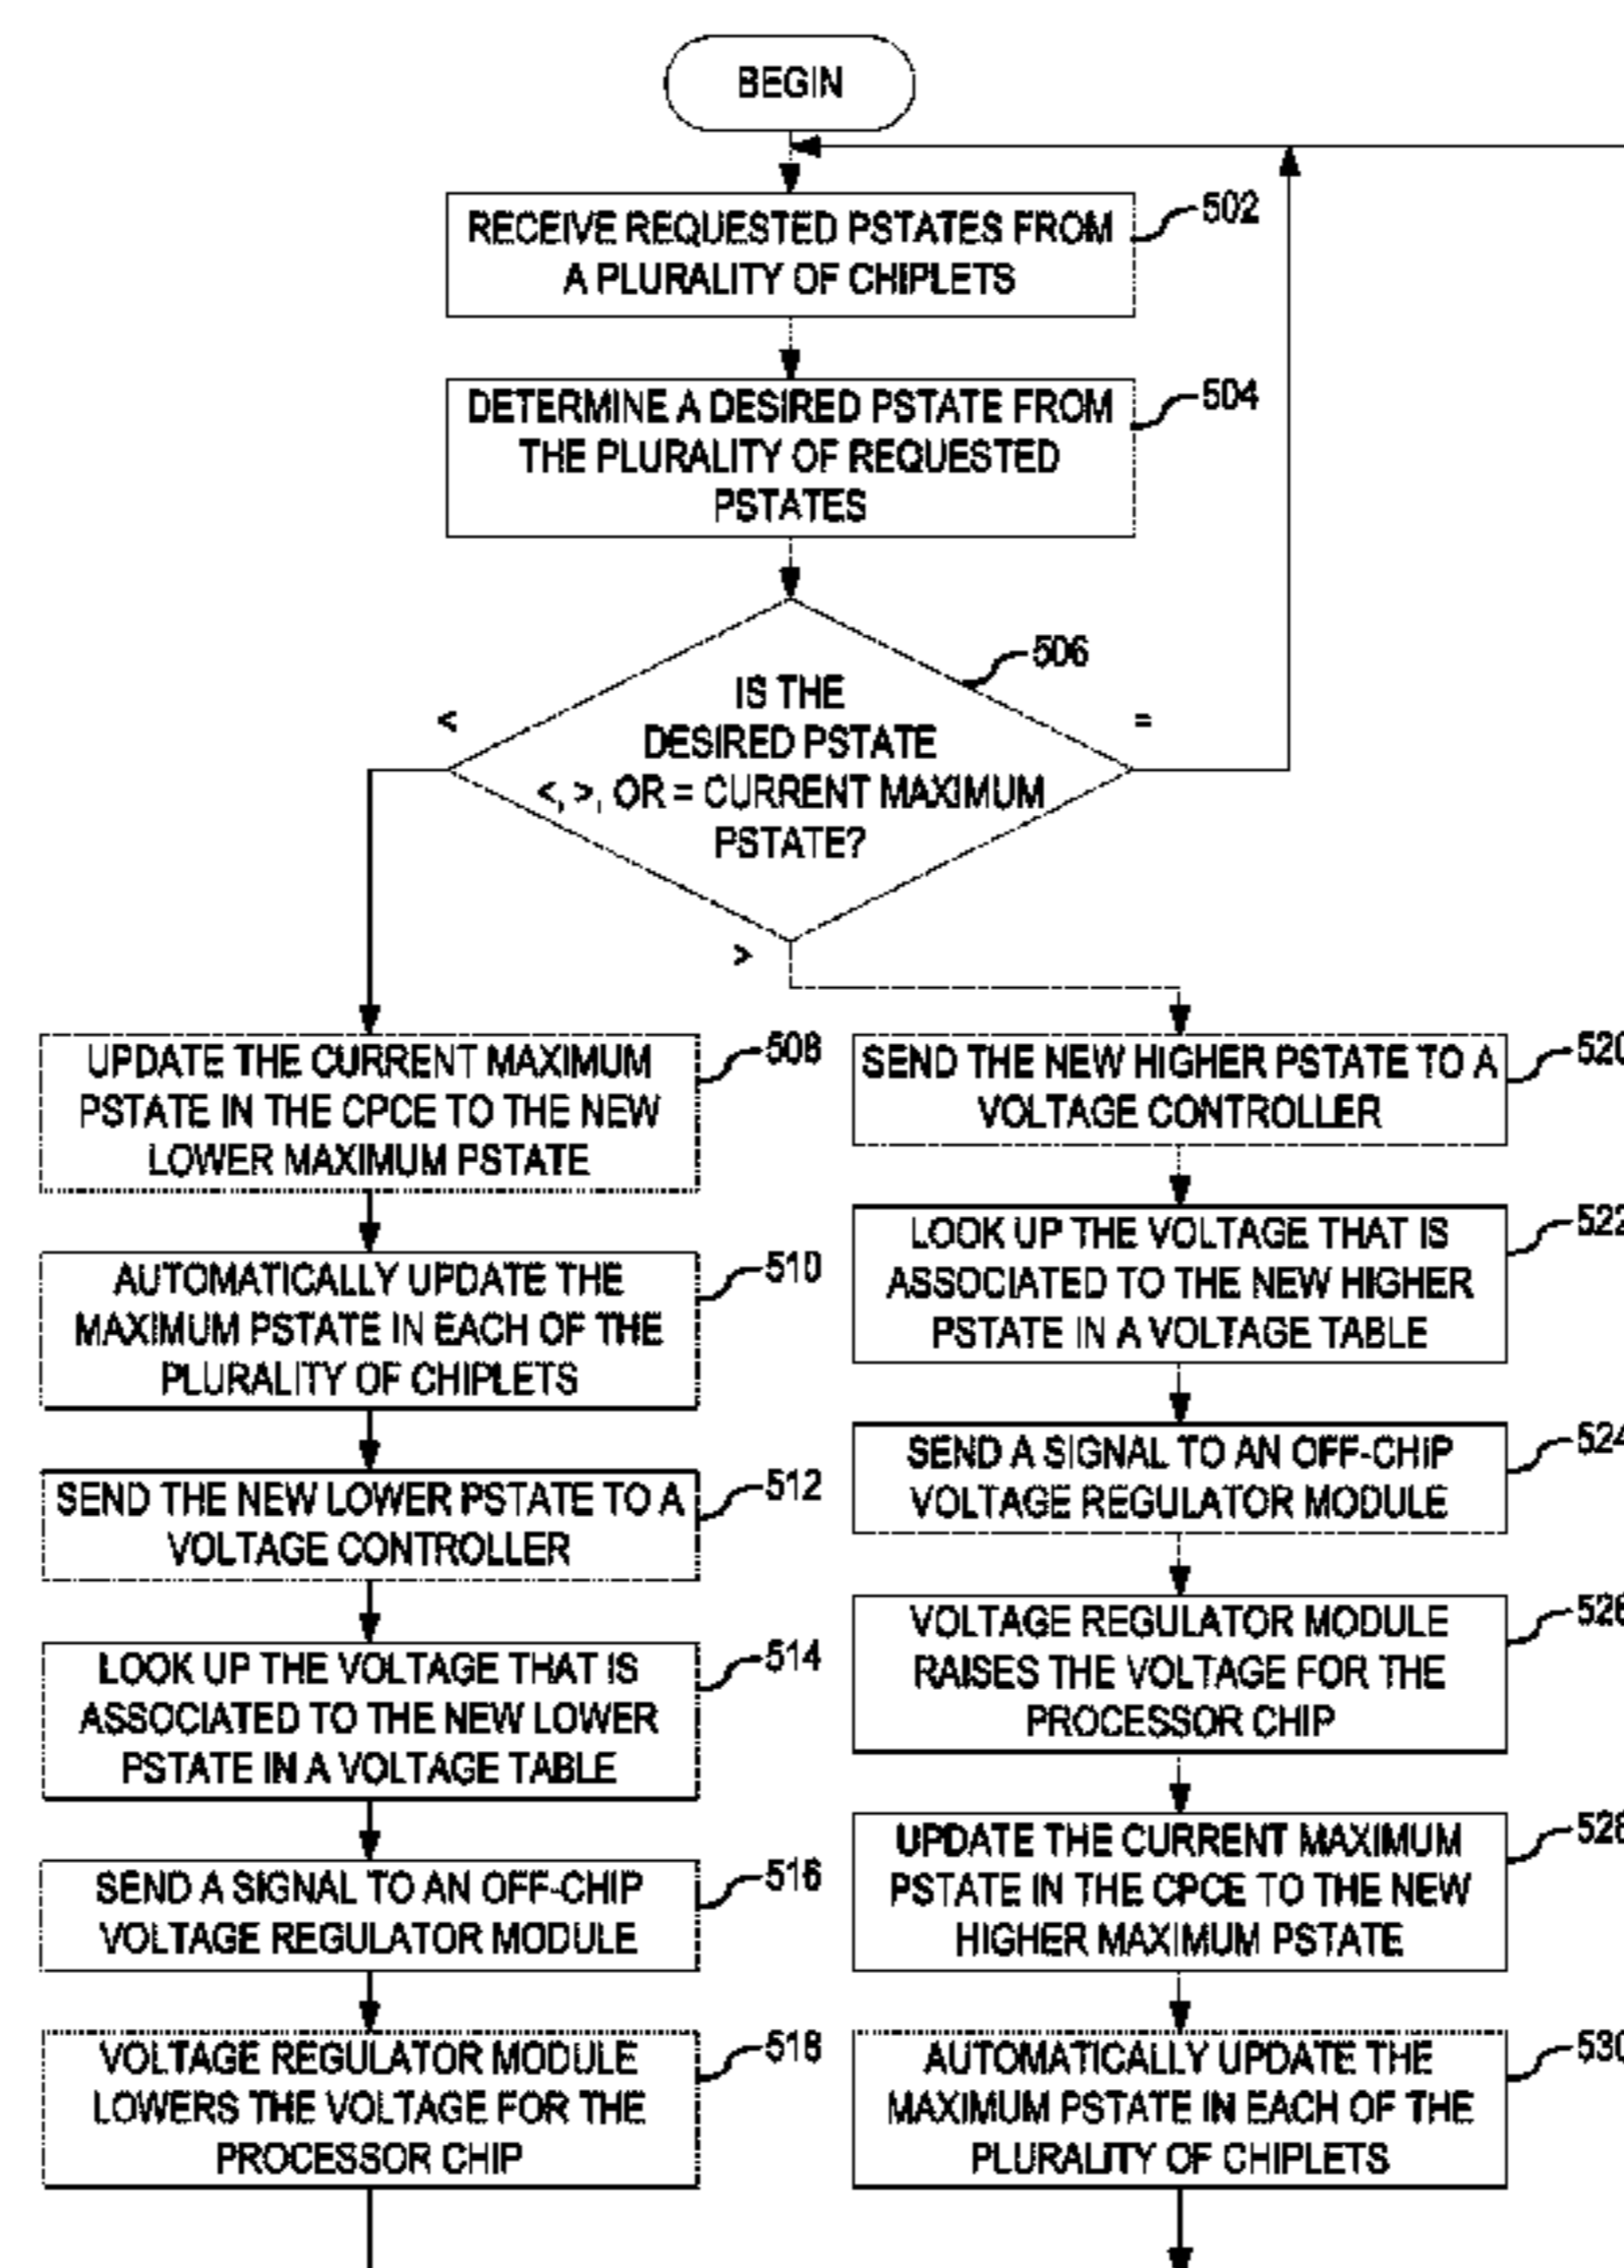 BEGIN
RECEIVE REQUESTED PSTATES FROM
A PLURALITY OF CHIPLETS
502
DETERMINE A DESIRED PSTATE FROM
THE PLURALITY OF REQUESTED
PSTATES
504
506
IS THE
DESIRED PSTATE
<, >, OR = CURRENT MAXIMUM
PSTATE?
<
=
>
UPDATE THE CURRENT MAXIMUM
PSTATE IN THE CPCE TO THE NEW
LOWER MAXIMUM PSTATE
508
AUTOMATICALLY UPDATE THE
MAXIMUM PSTATE IN EACH OF THE
PLURALITY OF CHIPLETS
510
SEND THE NEW LOWER PSTATE TO A
VOLTAGE CONTROLLER
512
LOOK UP THE VOLTAGE THAT IS
ASSOCIATED TO THE NEW LOWER
PSTATE IN A VOLTAGE TABLE
514
SEND A SIGNAL TO AN OFF-CHIP
VOLTAGE REGULATOR MODULE
516
VOLTAGE REGULATOR MODULE
LOWERS THE VOLTAGE FOR THE
PROCESSOR CHIP
518
SEND THE NEW HIGHER PSTATE TO A
VOLTAGE CONTROLLER
520
LOOK UP THE VOLTAGE THAT IS
ASSOCIATED TO THE NEW HIGHER
PSTATE IN A VOLTAGE TABLE
522
SEND A SIGNAL TO AN OFF-CHIP
VOLTAGE REGULATOR MODULE
524
VOLTAGE REGULATOR MODULE
RAISES THE VOLTAGE FOR THE
PROCESSOR CHIP
526
UPDATE THE CURRENT MAXIMUM
PSTATE IN THE CPCE TO THE NEW
HIGHER MAXIMUM PSTATE
528
AUTOMATICALLY UPDATE THE
MAXIMUM PSTATE IN EACH OF THE
PLURALITY OF CHIPLETS
530